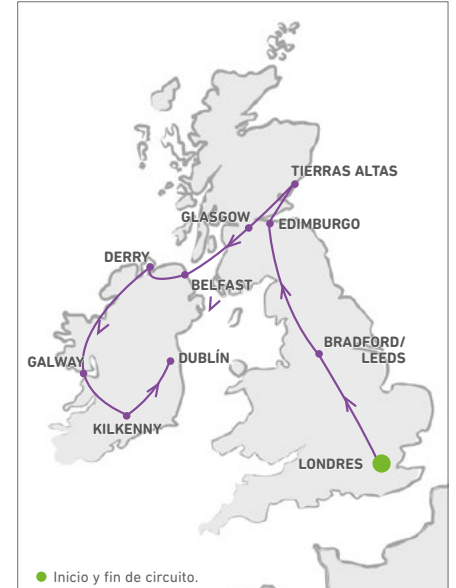 TIERRAS ALTAS
GLASGOW
EDIMBURGO
DERRY
BELFAST
BRADFORD/
LEEDS
GALWAY
DUBLÍN
KILKENNY
LONDRES
Inicio y fin de circuito.